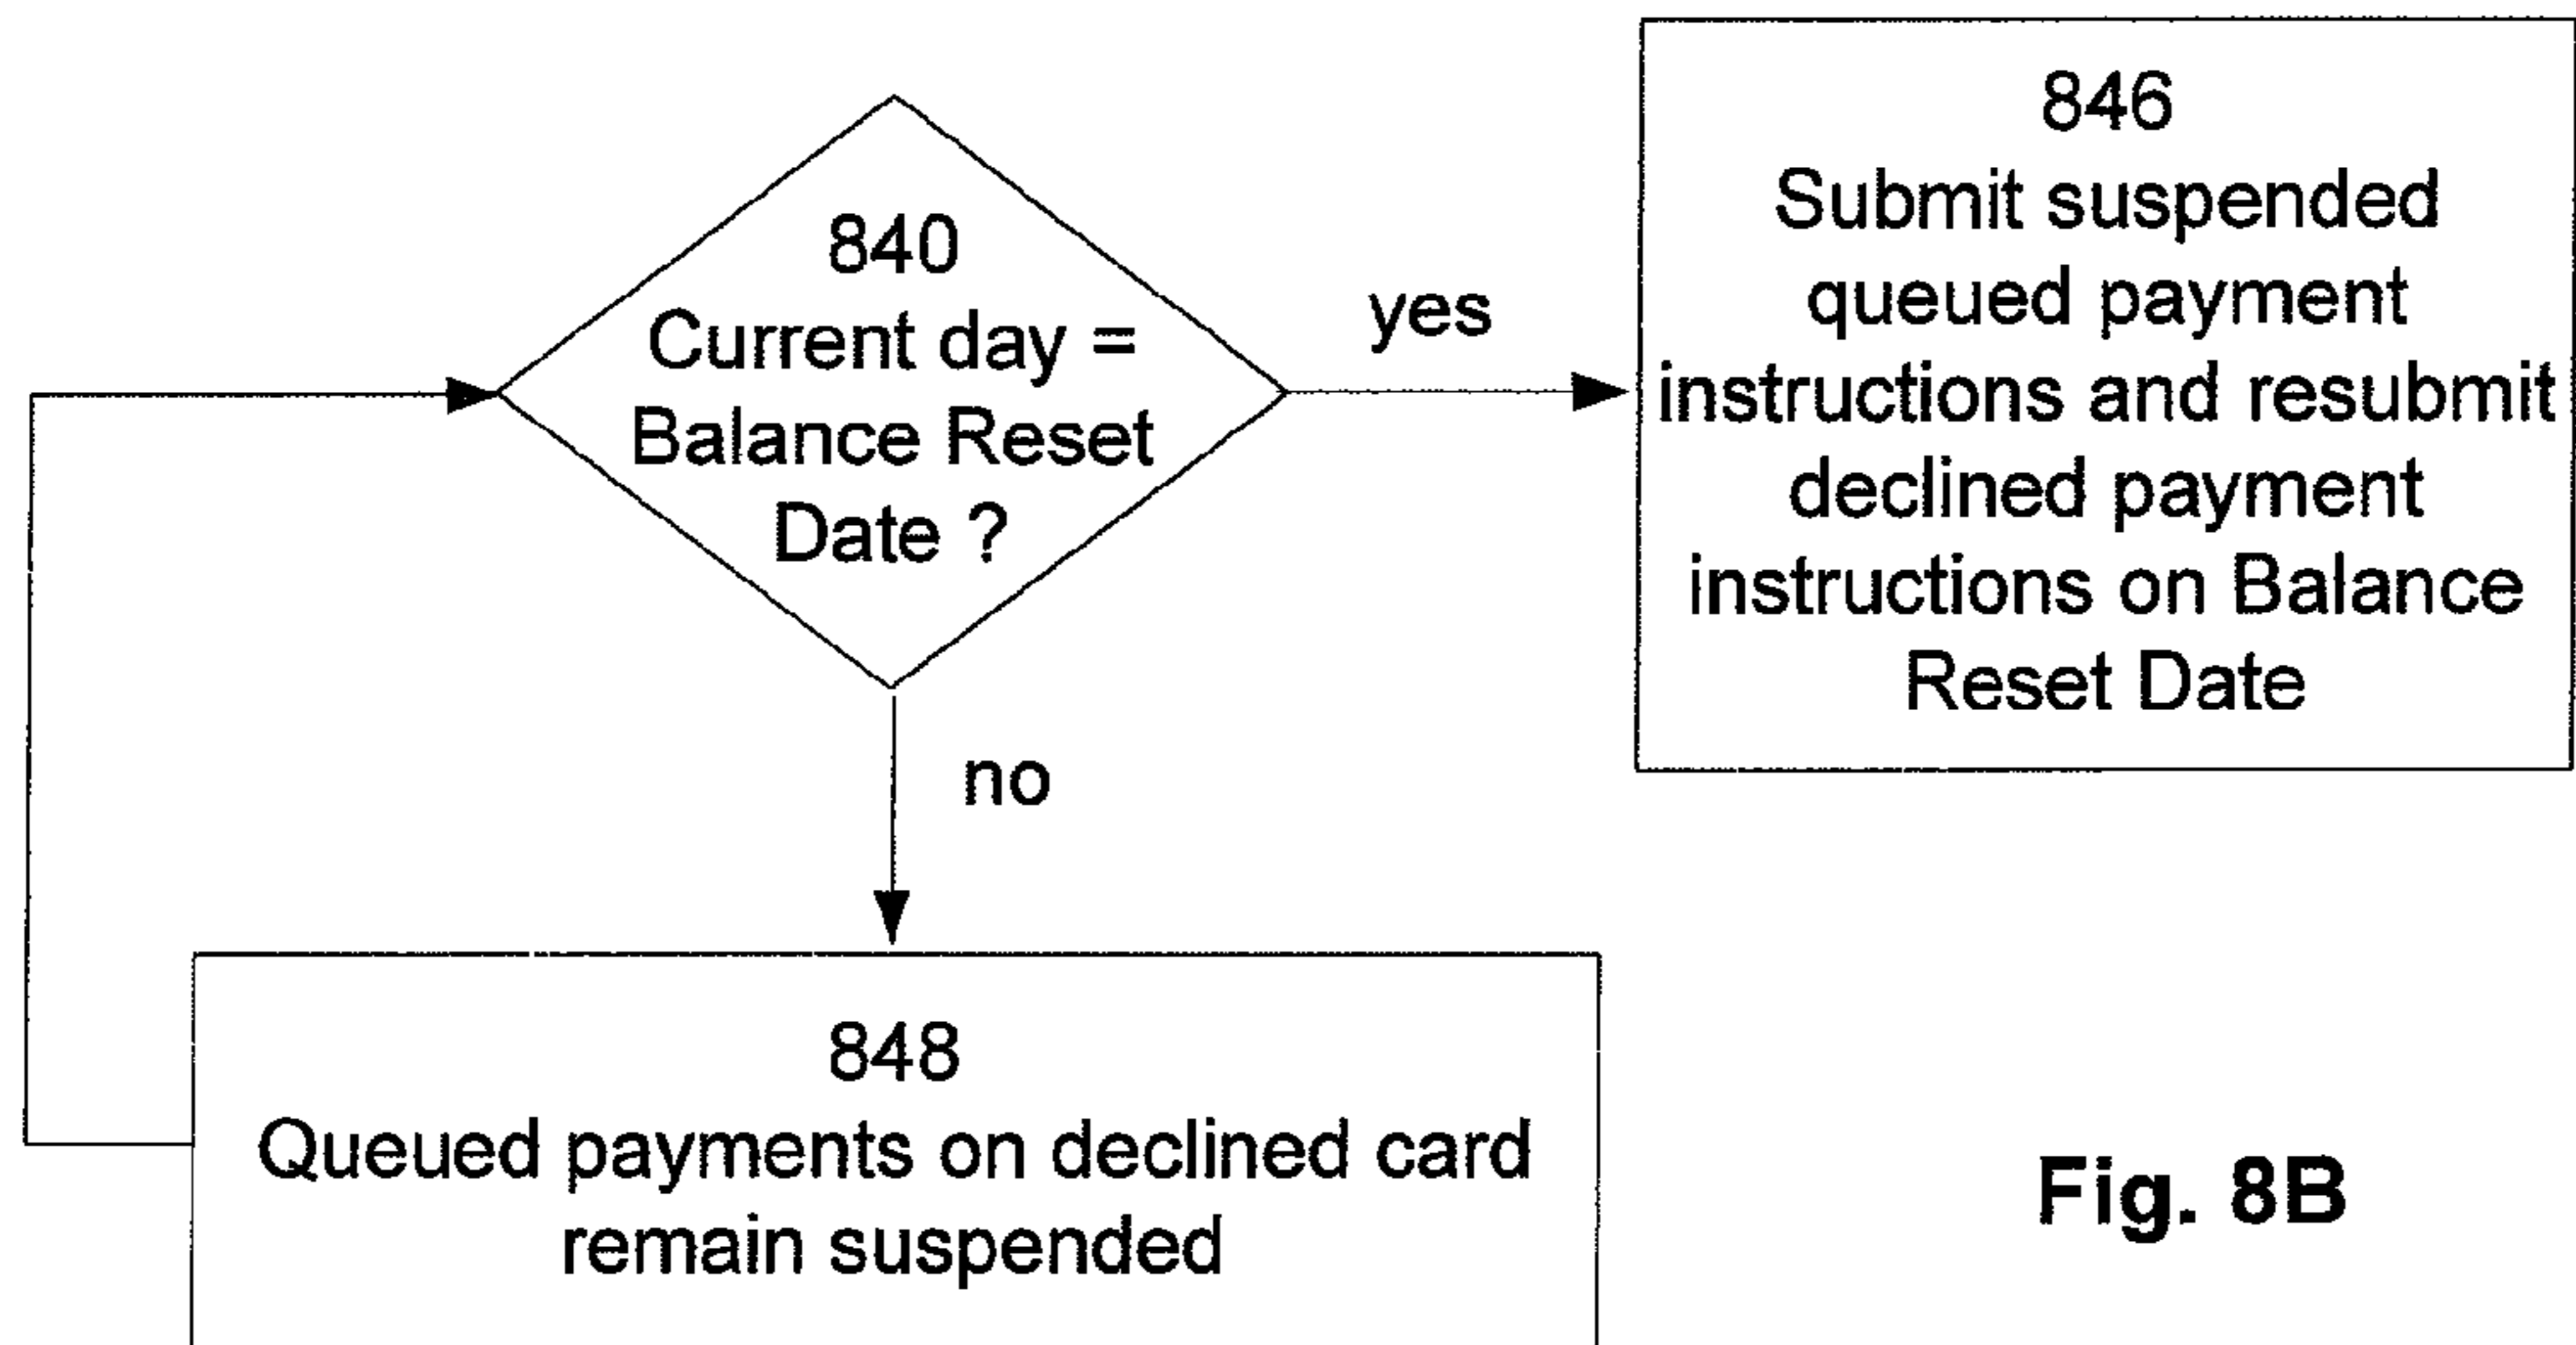 840
Current day =
Balance Reset
Date ?
yes
846
Submit suspended
queued payment
instructions and resubmit
declined payment
instructions on Balance
Reset Date
no
848
Queued payments on declined card
remain suspended
Fig. 8B